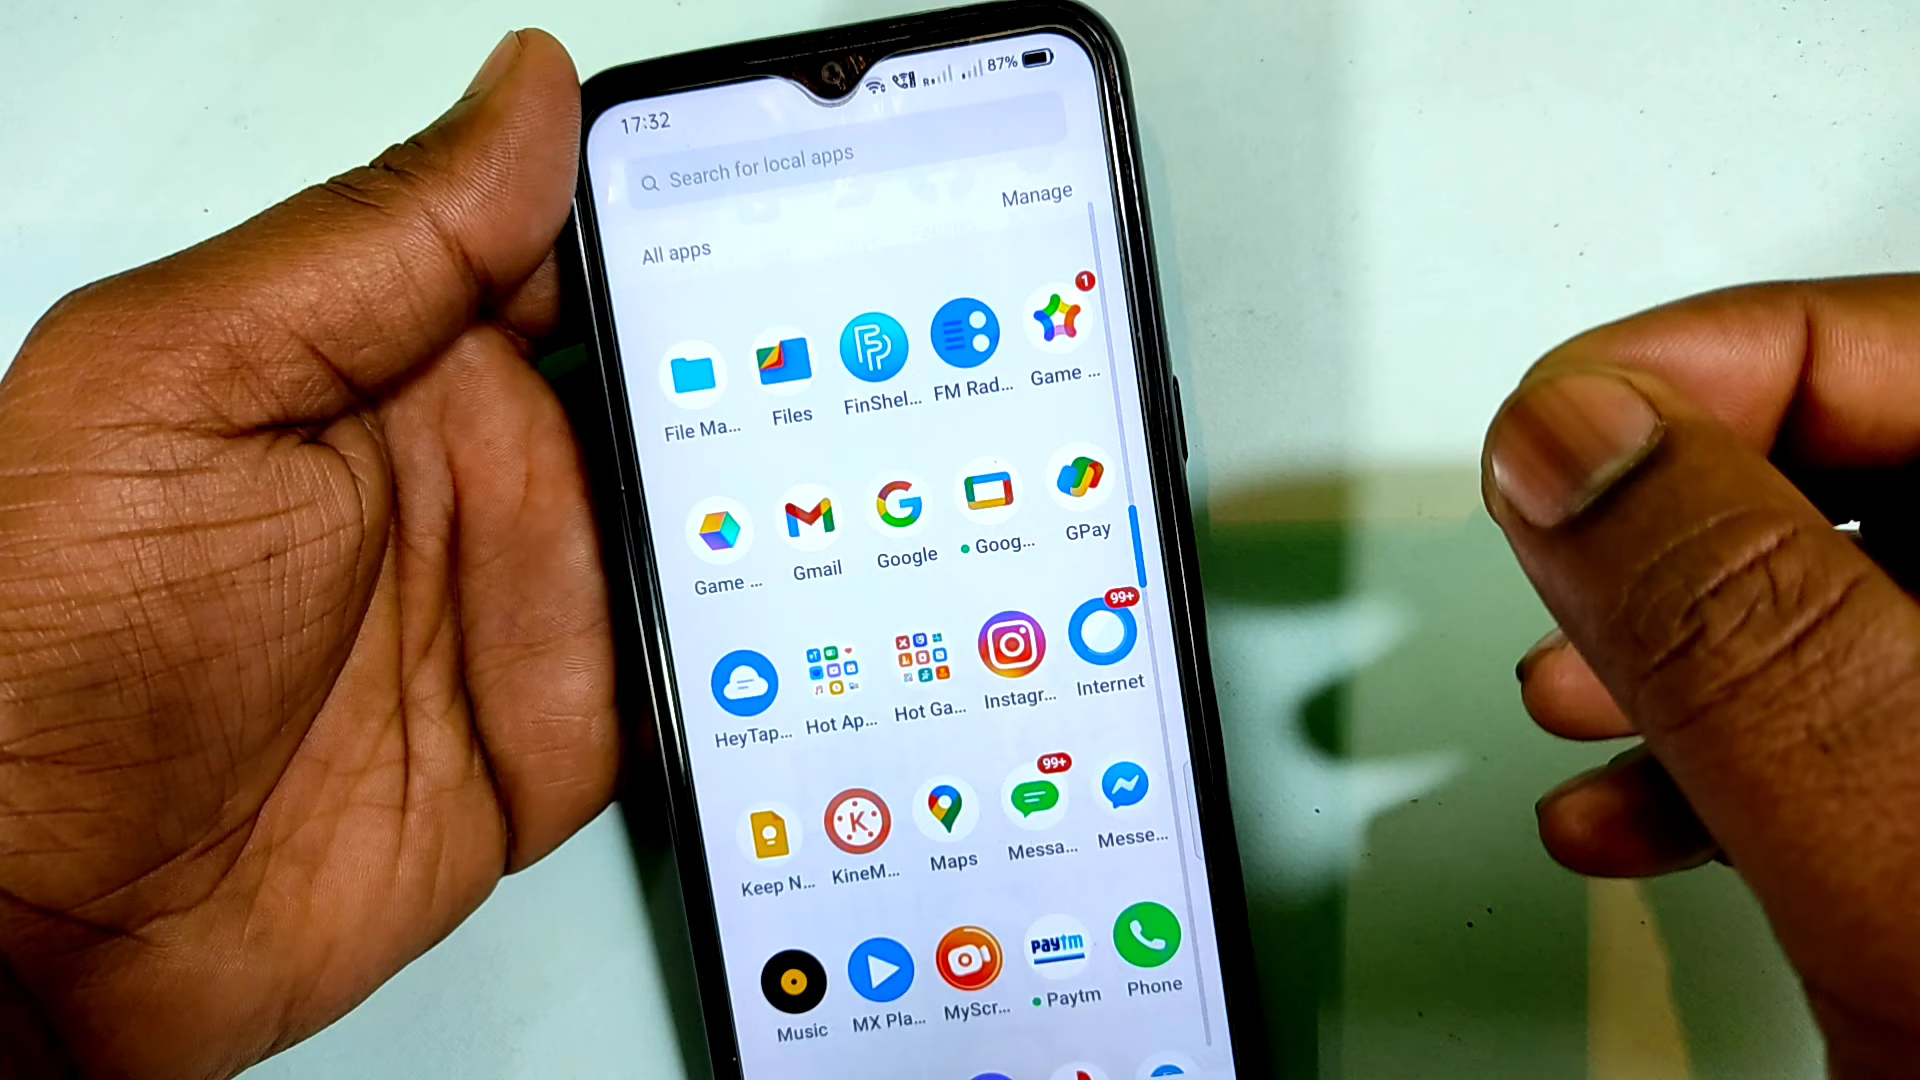 17:32
87%
Search for local apps
Manage
All apps
1
File Ma...
Files
FinShel...
FM Rad...
Game ...
Game ...
Gmail
Google
Goog...
GPay
99+
HeyTap...
Hot Ap...
Hot Ga...
Instagr...
Internet
99+
Keep N...
K
KineM...
Maps
Messa...
Messe...
paytm
Music
MX Pla...
MyScr...
Paytm
Phone